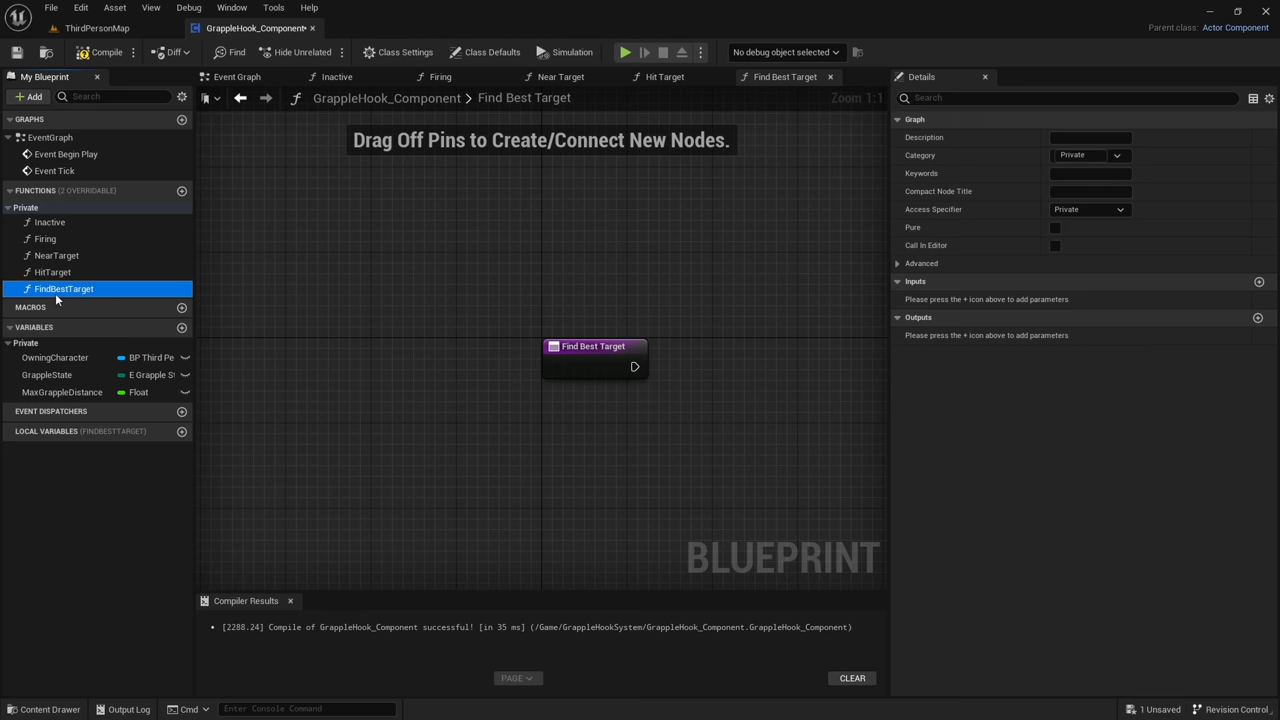 File Edit Asset View Debug Window Tools Help
ThirdPersonMap
GrappleHook_Component*
Parent class: Actor Component
Compile
Diff
Find
Hide Unrelated
Class Settings
Class Defaults
Simulation
No debug object selected
My Blueprint
Event Graph
Inactive
Firing
Near Target
Hit Target
Find Best Target
Details
Add
Search
GrappleHook_Component > Find Best Target
Zoom 1:1
Search
GRAPHS
EventGraph
Event Begin Play
Event Tick
FUNCTIONS (2 OVERRIDABLE)
Private
Inactive
Firing
NearTarget
HitTarget
FindBestTarget
MACROS
VARIABLES
Private
OwningCharacter BP Third Pe
GrappleState E Grapple S
MaxGrappleDistance Float
EVENT DISPATCHERS
LOCAL VARIABLES (FINDBESTTARGET)
Drag Off Pins to Create/Connect New Nodes.
Find Best Target
BLUEPRINT
Graph
Description
Category Private
Keywords
Compact Node Title
Access Specifier Private
Pure
Call In Editor
Advanced
Inputs
Please press the + icon above to add parameters
Outputs
Please press the + icon above to add parameters
Compiler Results
[2288.24] Compile of GrappleHook_Component successful! [in 35 ms] (/Game/GrappleHookSystem/GrappleHook_Component.GrappleHook_Component)
PAGE
CLEAR
Content Drawer
Output Log
Cmd
Enter Console Command
1 Unsaved
Revision Control